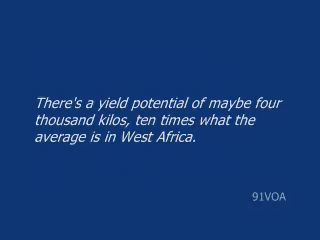 There's a yield potential of maybe four
thousand kilos, ten times what the
average is in West Africa.
91VOA